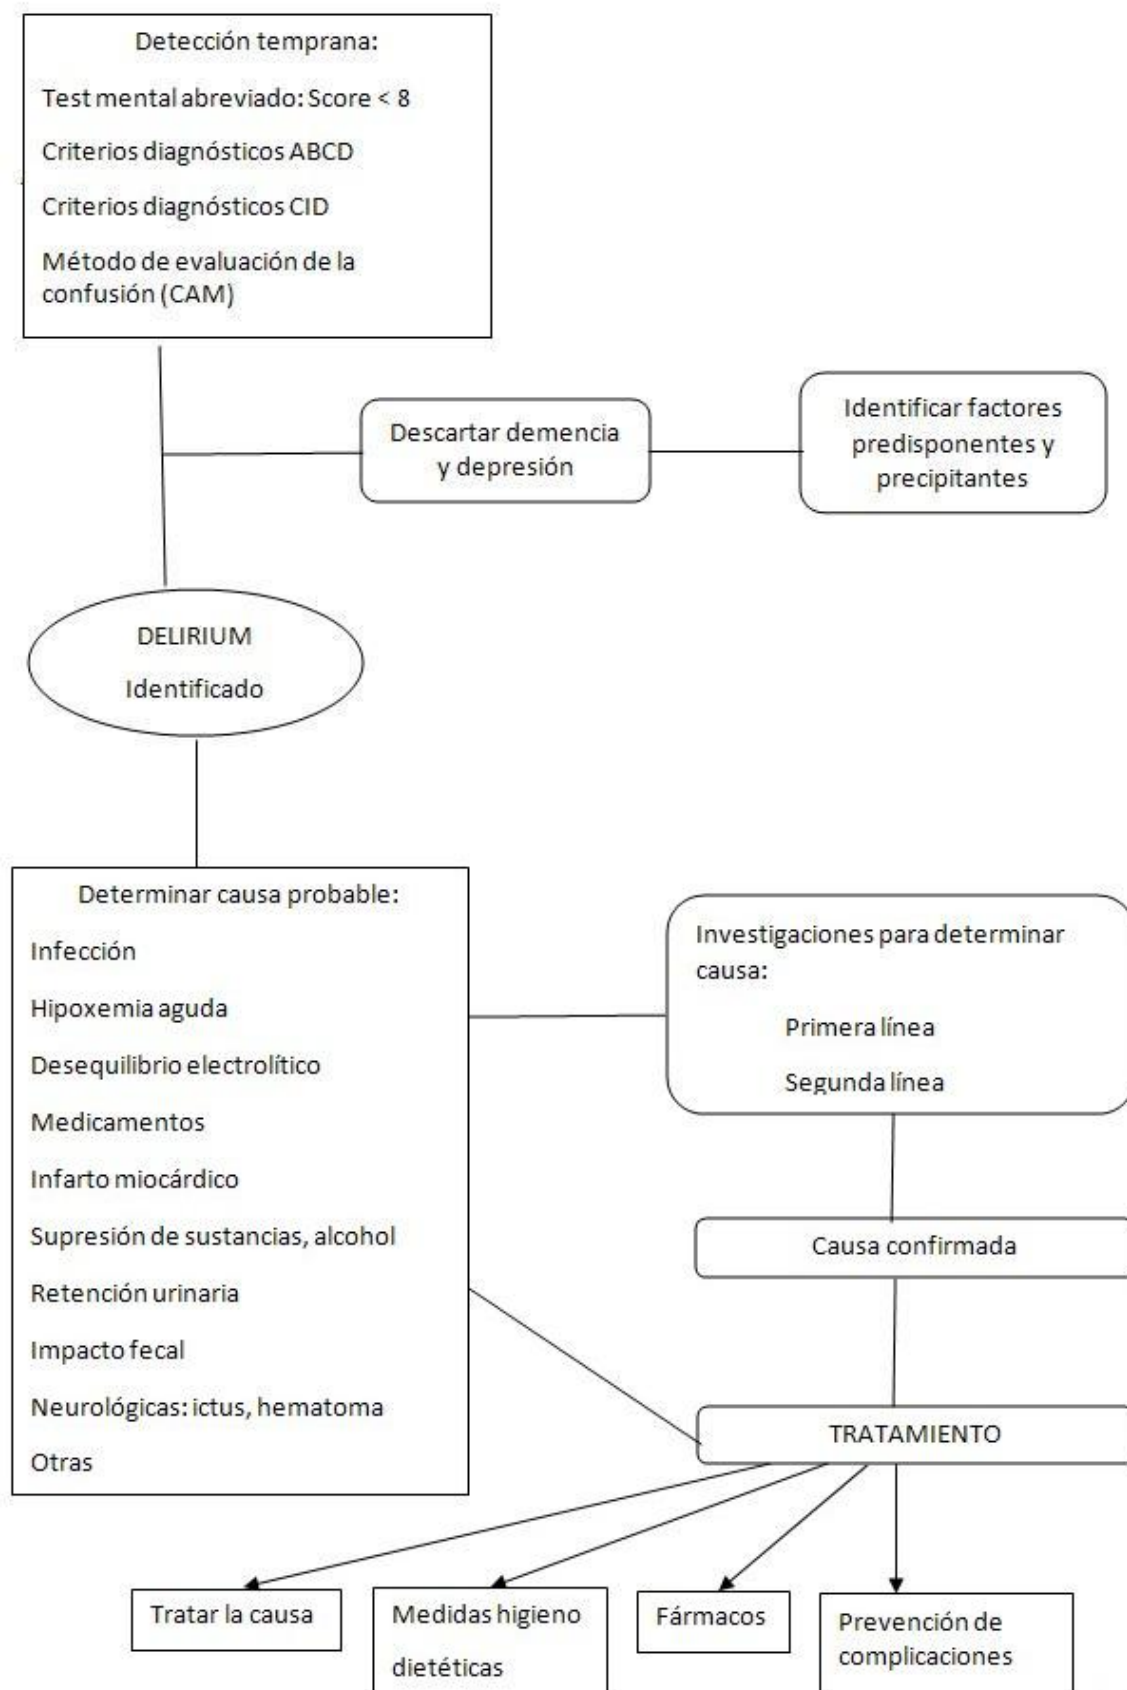 Detección temprana:
Test mental abreviado: Score < 8
Criterios diagnósticos ABCD
Criterios diagnósticos CID
Método de evaluación de la
confusión (CAM)
Descartar demencia
y depresión
Identificar factores
predisponentes y
precipitantes
DELIRIUM
Identificado
Determinar causa probable:
Infección
Hipoxemia aguda
Desequilibrio electrolítico
Medicamentos
Infarto miocárdico
Supresión de sustancias, alcohol
Retención urinaria
Impacto fecal
Neurológicas: ictus, hematoma
Otras
Investigaciones para determinar
causa:
Primera línea
Segunda línea
Causa confirmada
TRATAMIENTO
Tratar la causa
Medidas higieno
dietéticas
Fármacos
Prevención de
complicaciones